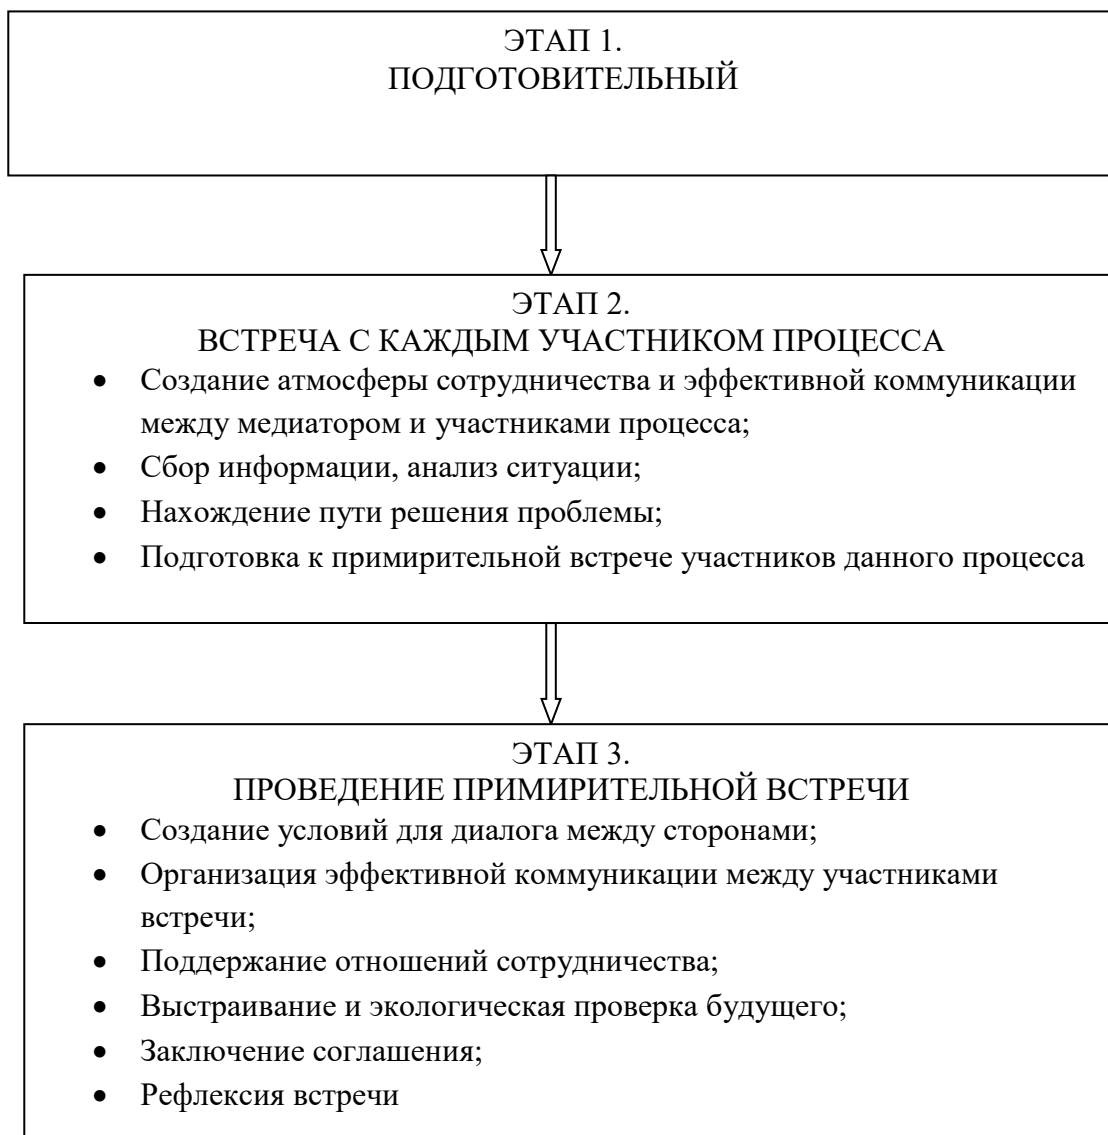 ЭТАП 1.
ПОДГОТОВИТЕЛЬНЫЙ
ЭТАП 2.
ВСТРЕЧА С КАЖДЫМ УЧАСТНИКОМ ПРОЦЕССА
• Создание атмосферы сотрудничества и эффективной коммуникации
между медиатором и участниками процесса;
• Сбор информации, анализ ситуации;
• Нахождение пути решения проблемы;
• Подготовка к примирительной встрече участников данного процесса
ЭТАП 3.
ПРОВЕДЕНИЕ ПРИМИРИТЕЛЬНОЙ ВСТРЕЧИ
• Создание условий для диалога между сторонами;
• Организация эффективной коммуникации между участниками
встречи;
• Поддержание отношений сотрудничества;
• Выстраивание и экологическая проверка будущего;
• Заключение соглашения;
• Рефлексия встречи